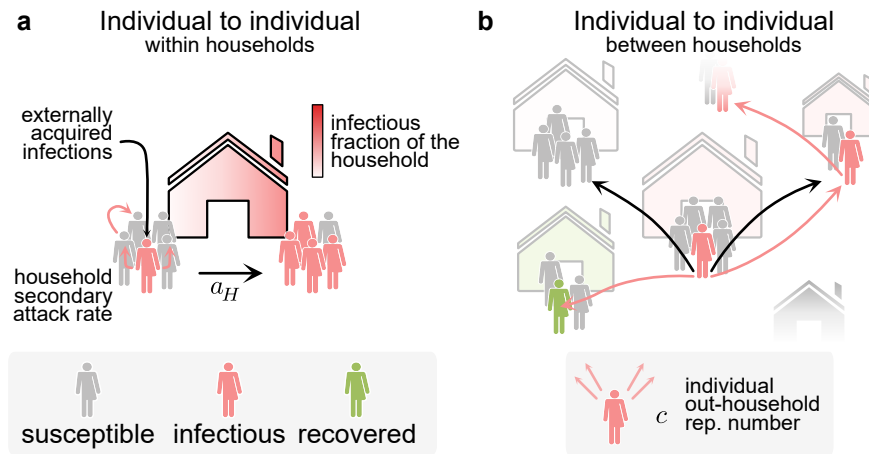 a
Individual to individual
within households
externally
acquired
infections
infectious
fraction of the
household
household
secondary
attack rate
a_H
susceptible
infectious
recovered
b
Individual to individual
between households
c
individual
out-household
rep. number